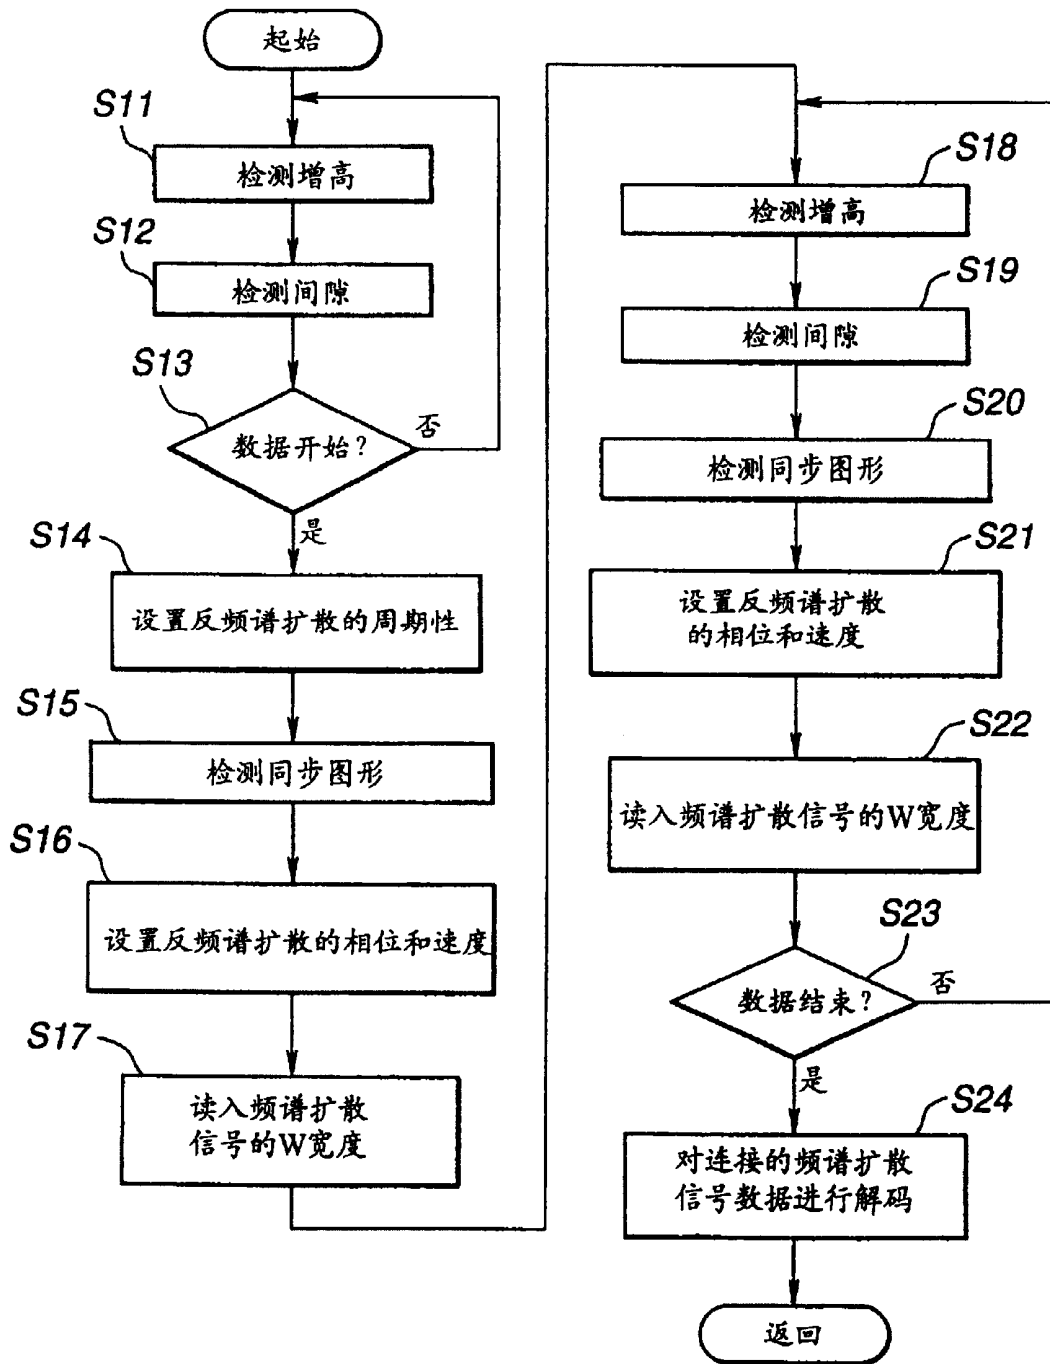 起始
S11
检测增高
S12
检测间隙
S13
数据开始?
否
是
S14
设置反频谱扩散的周期性
S15
检测同步图形
S16
设置反频谱扩散的相位和速度
S17
读入频谱扩散
信号的W宽度
S18
检测增高
S19
检测间隙
S20
检测同步图形
S21
设置反频谱扩散
的相位和速度
S22
读入频谱扩散信号的W宽度
S23
数据结束?
否
是
S24
对连接的频谱扩散
信号数据进行解码
返回